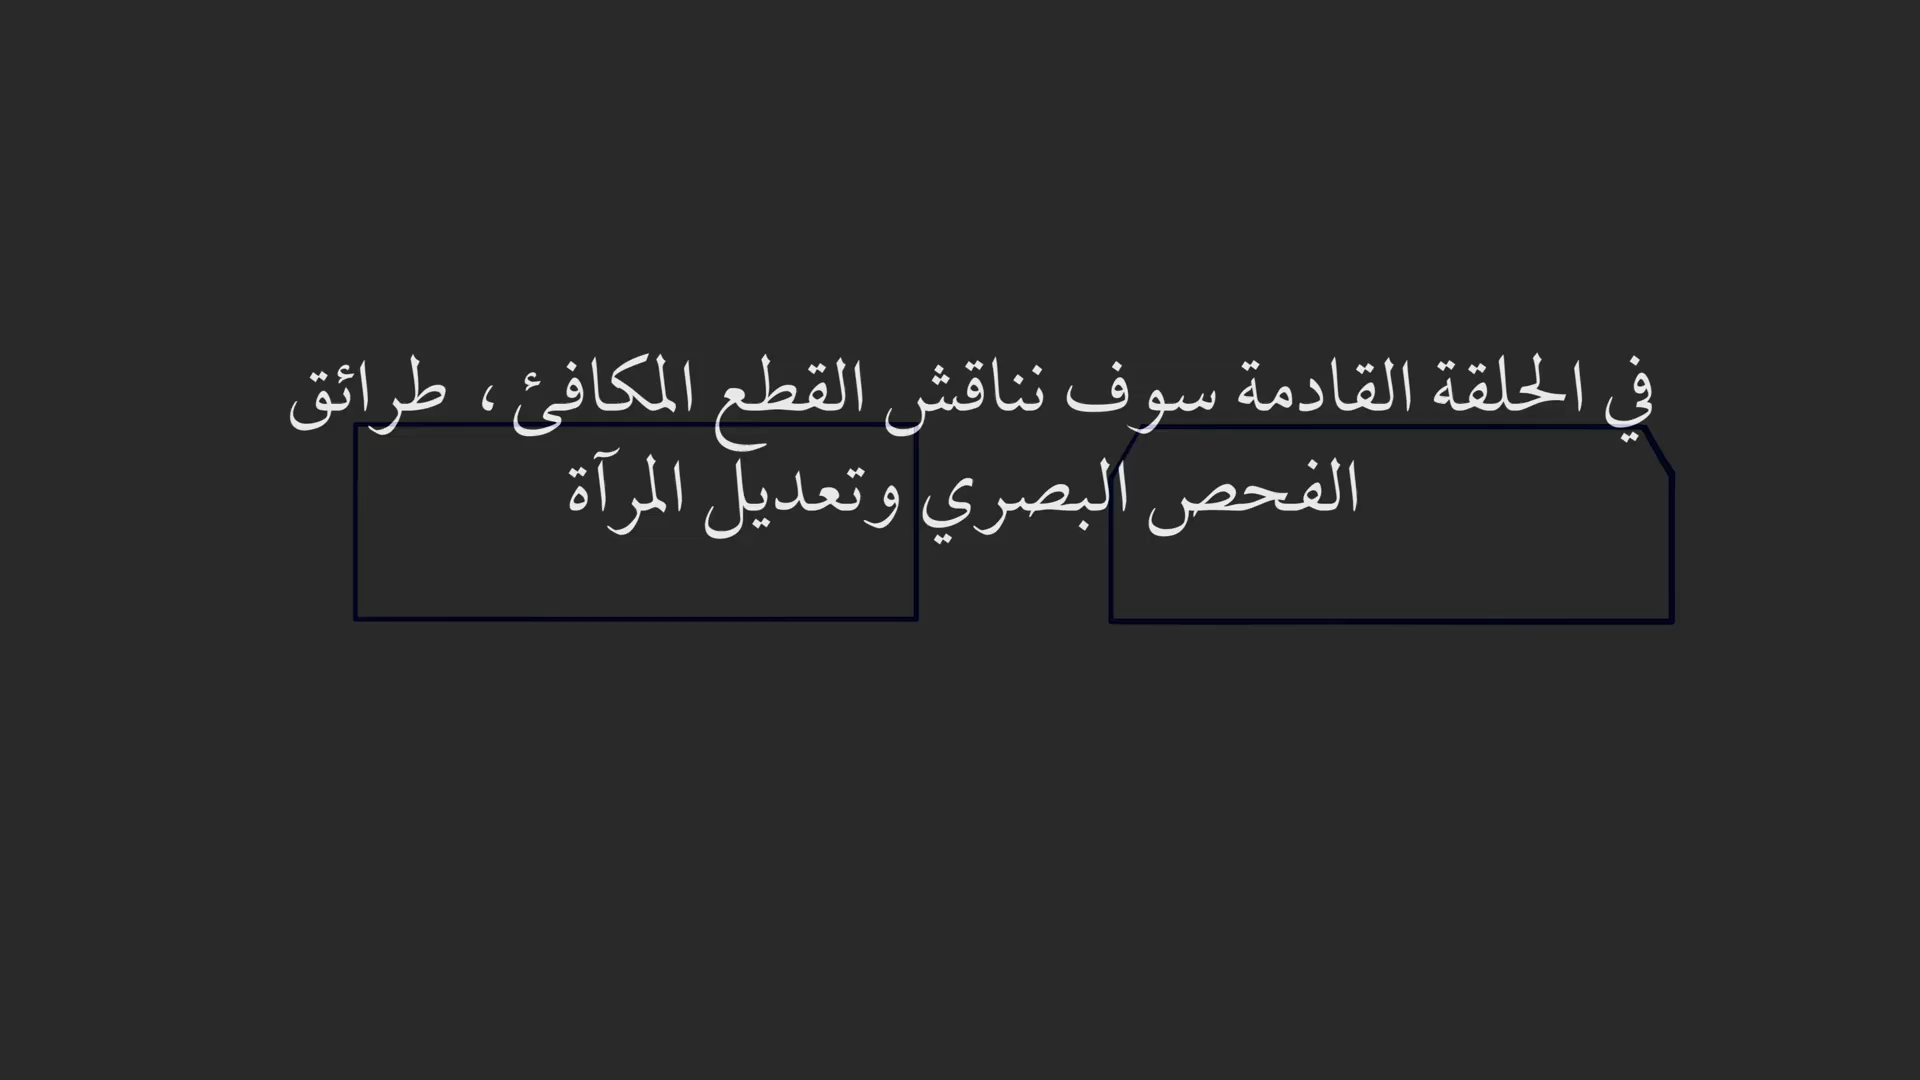 في الحلقة القادمة سوف نناقش القطع المكافئ ، طرائق
الفحص البصري وتعديل المرآة